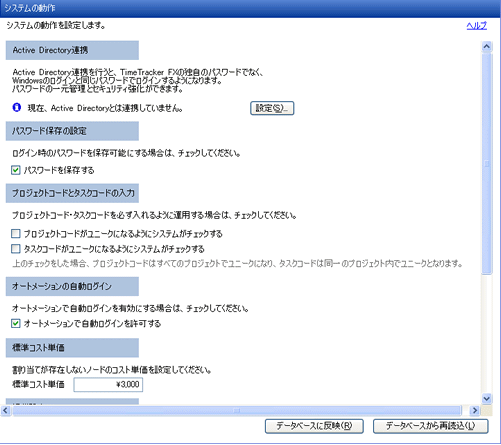 システムの動作
システムの動作を設定します。
ヘルプ
Active Directory連携
Active Directory連携を行うと、TimeTracker FXの独自のパスワードでなく、
Windowsのログインと同じパスワードでログインするようになります。
パスワードの一元管理とセキュリティ強化ができます。
現在、Active Directoryとは連携していません。
設定(S)...
パスワード保存の設定
ログイン時のパスワードを保存可能にする場合は、チェックしてください。
パスワードを保存する
プロジェクトコードとタスクコードの入力
プロジェクトコード・タスクコードを必ず入れるように運用する場合は、チェックしてください。
プロジェクトコードがユニークになるようにシステムがチェックする
タスクコードがユニークになるようにシステムがチェックする
上のチェックをした場合、プロジェクトコードはすべてのプロジェクトでユニークになり、タスクコードは同一のプロジェクト内でユニークとなります。
オートメーションの自動ログイン
オートメーションで自動ログインを有効にする場合は、チェックしてください。
オートメーションで自動ログインを許可する
標準コスト単価
割り当てが存在しないノードのコスト単価を設定してください。
標準コスト単価
¥3,000
データベースに反映(R)
データベースから再読込(L)